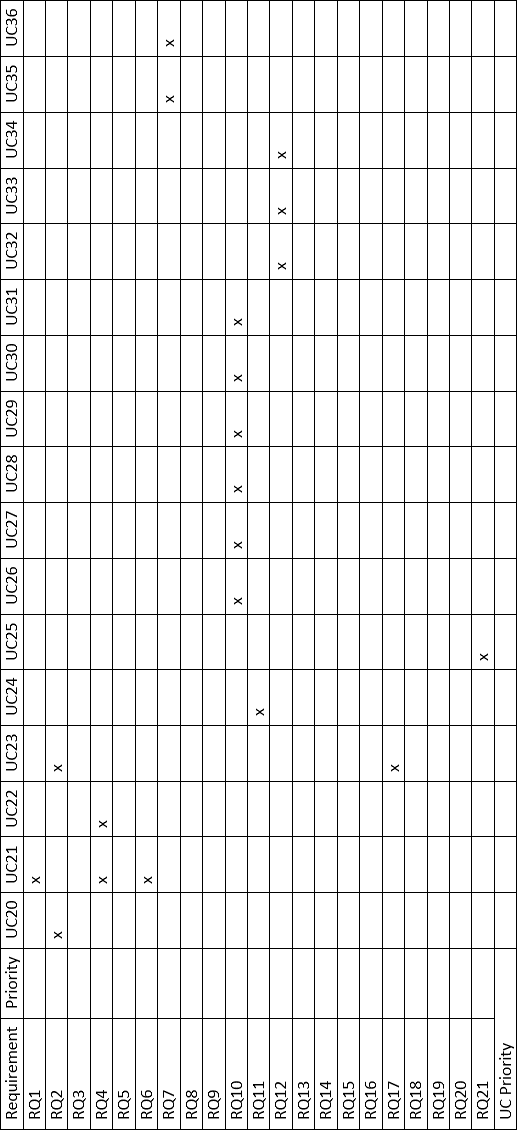 Requirement Priority UC20 UC21 UC22 UC23 UC24 UC25 UC26 UC27 UC28 UC29 UC30 UC31 UC32 UC33 UC34 UC35 UC36
RQ1 x
RQ2 x x
RQ3
RQ4 x x
RQ5
RQ6 x
RQ7 x x
RQ8
RQ9
RQ10 x x x x x x
RQ11 x
RQ12 x x x
RQ13
RQ14
RQ15
RQ16
RQ17 x
RQ18
RQ19
RQ20
RQ21 x
UC Priority